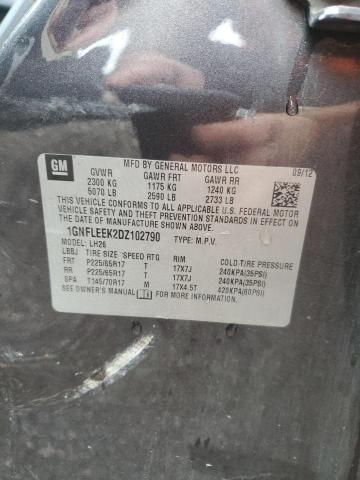 GM
MFD BY GENERAL MOTORS LLC 09/12
GVWR GAWR FRT GAWR RR
2300 KG 1175 KG 1240 KG
5070 LB 2590 LB 2733 LB
THIS VEHICLE CONFORMS TO ALL APPLICABLE U.S. FEDERAL MOTOR
VEHICLE SAFETY AND THEFT PREVENTION STANDARDS IN EFFECT ON
THE DATE OF MANUFACTURE SHOWN ABOVE.
1GNFLEEK2DZ102790 TYPE: M.P.V.
MODEL: LH26
LBBJ TIRE SIZE SPEED RTG RIM COLD TIRE PRESSURE
FRT P225/65R17 T 17X7J 240KPA(35PSI)
RR P225/65R17 T 17X7J 240KPA(35PSI)
SPA T145/70R17 M 17X4.5T 420KPA(60PSI)
SEE OWNER'S MANUAL FOR MORE INFORMATION.